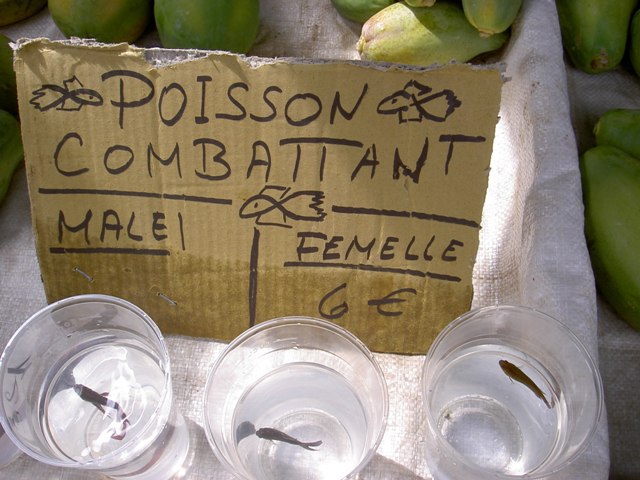 POISSON
COMBATTANT
MALE FEMELLE
6 €